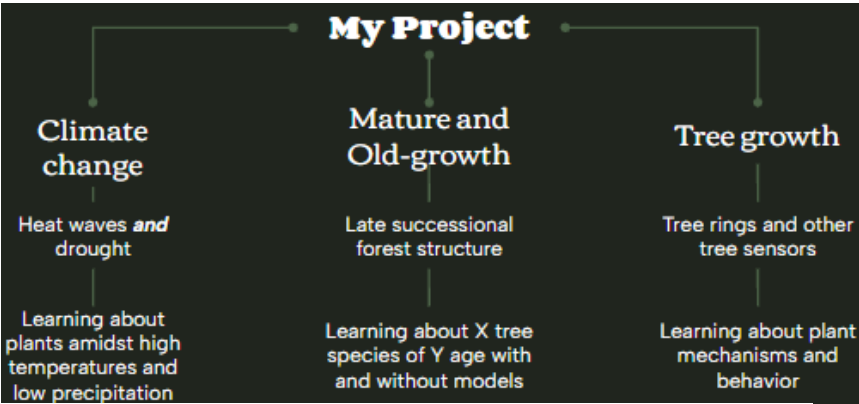 My Project
Climate
change
Heat waves and
drought
Learning about
plants amidst high
temperatures and
low precipitation
Mature and
Old-growth
Late successional
forest structure
Learning about X tree
species of Y age with
and without models
Tree growth
Tree rings and other
tree sensors
Learning about plant
mechanisms and
behavior